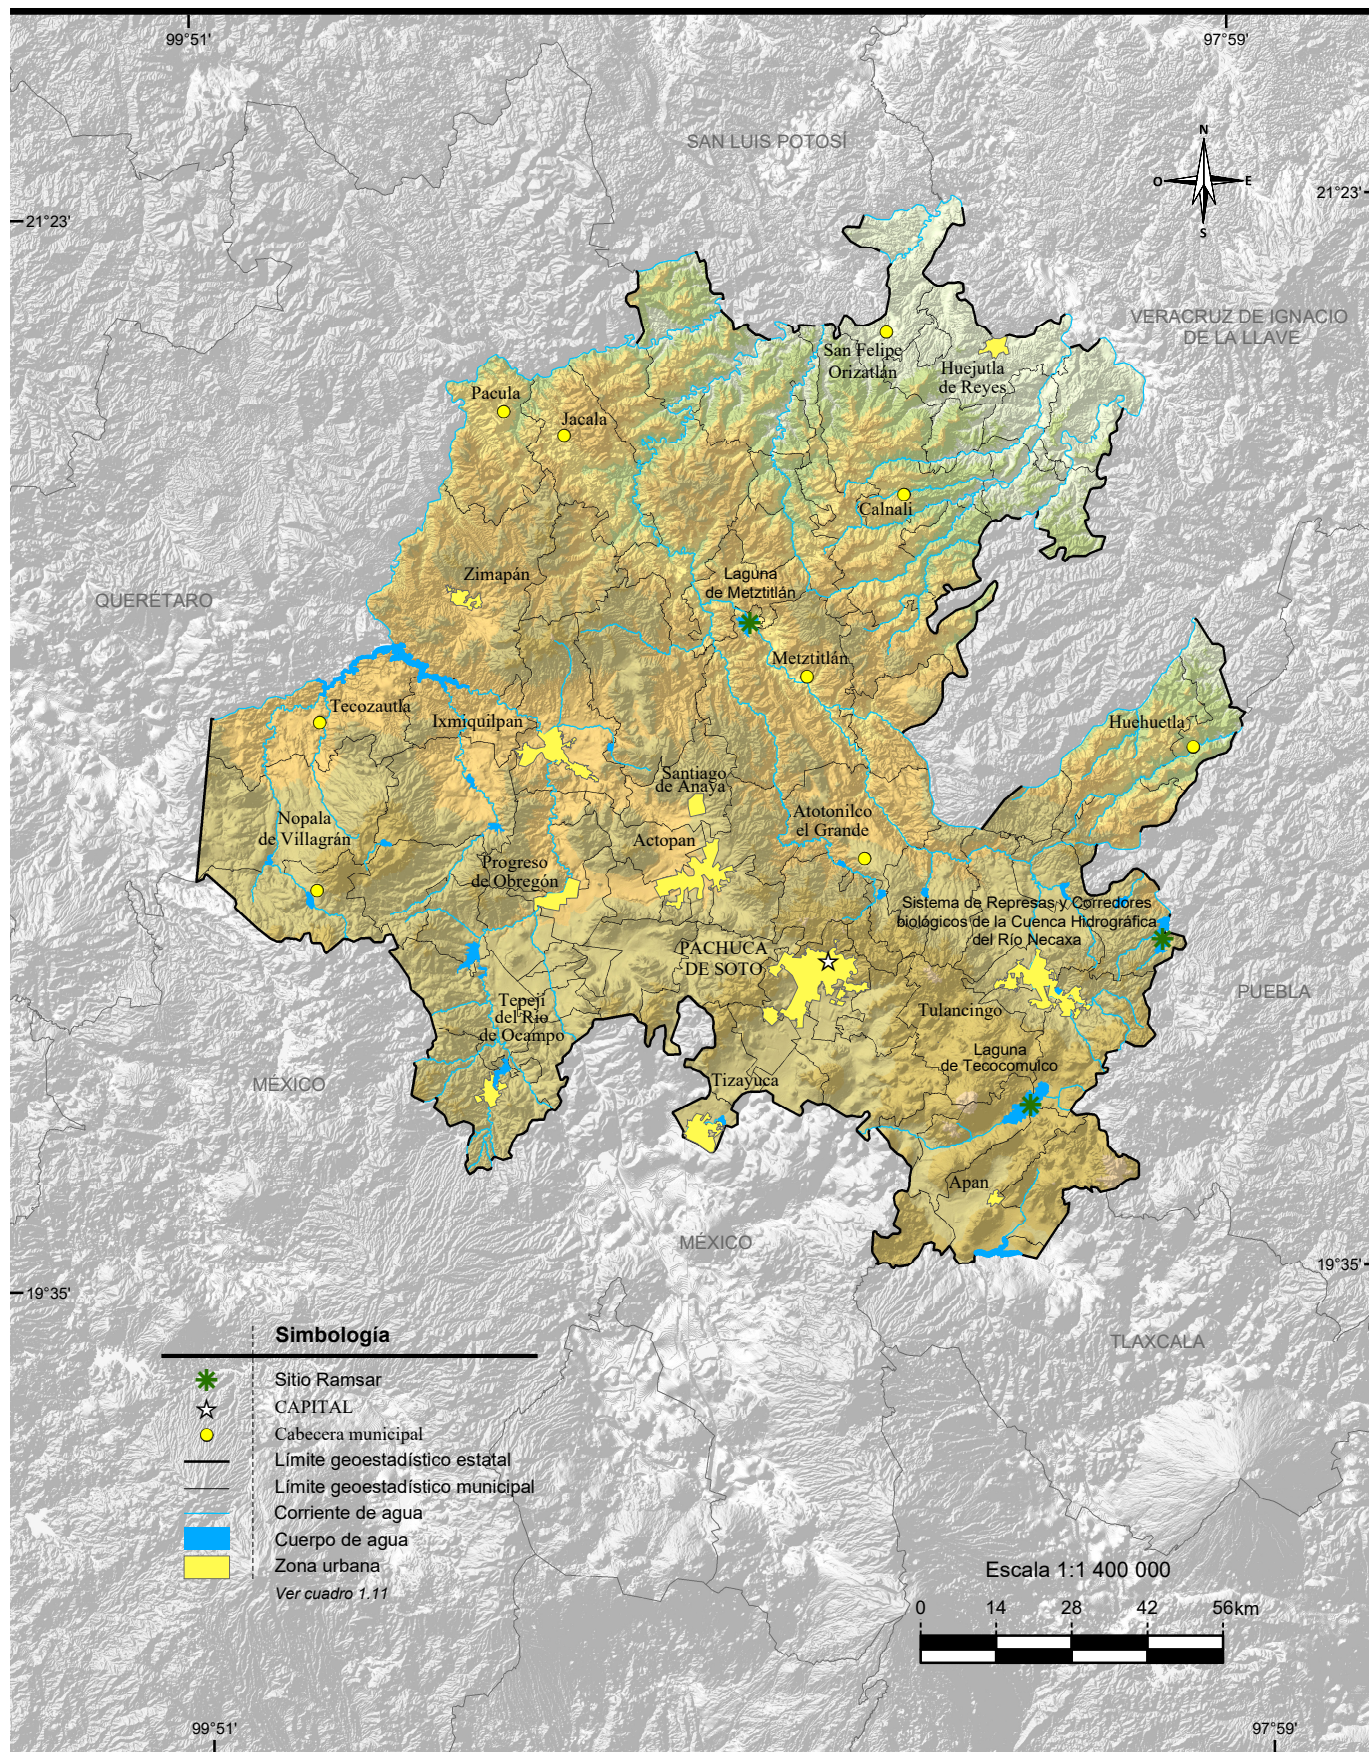 99°51'
97°59'
SAN LUIS POTOSÍ
N
O
E
S
21°23'
21°23'
VERACRUZ DE IGNACIO
DE LA LLAVE
San Felipe
Orizatlán
Huejutla
de Reyes
Pacula
Jacala
Calnali
Zimapán
Laguna
de Metztitlán
QUERÉTARO
Metztitlán
Tecozautla
Ixmiquilpan
Huehuetla
Santiago
de Anaya
Nopala
de Villagrán
Atotonilco
el Grande
Actopan
Progreso
de Obregón
Sistema de Represas y Corredores
biológicos de la Cuenca Hidrográfica
del Río Necaxa
PACHUCA
DE SOTO
PUEBLA
Tepeji
del Río
de Ocampo
Tulancingo
Laguna
de Tecocomulco
MÉXICO
Tizayuca
Apan
MÉXICO
19°35'
19°35'
TLAXCALA
Simbología
Sitio Ramsar
CAPITAL
Cabecera municipal
Límite geoestadístico estatal
Límite geoestadístico municipal
Corriente de agua
Cuerpo de agua
Zona urbana
Ver cuadro 1.11
Escala 1:1 400 000
0 14 28 42 56km
99°51'
97°59'